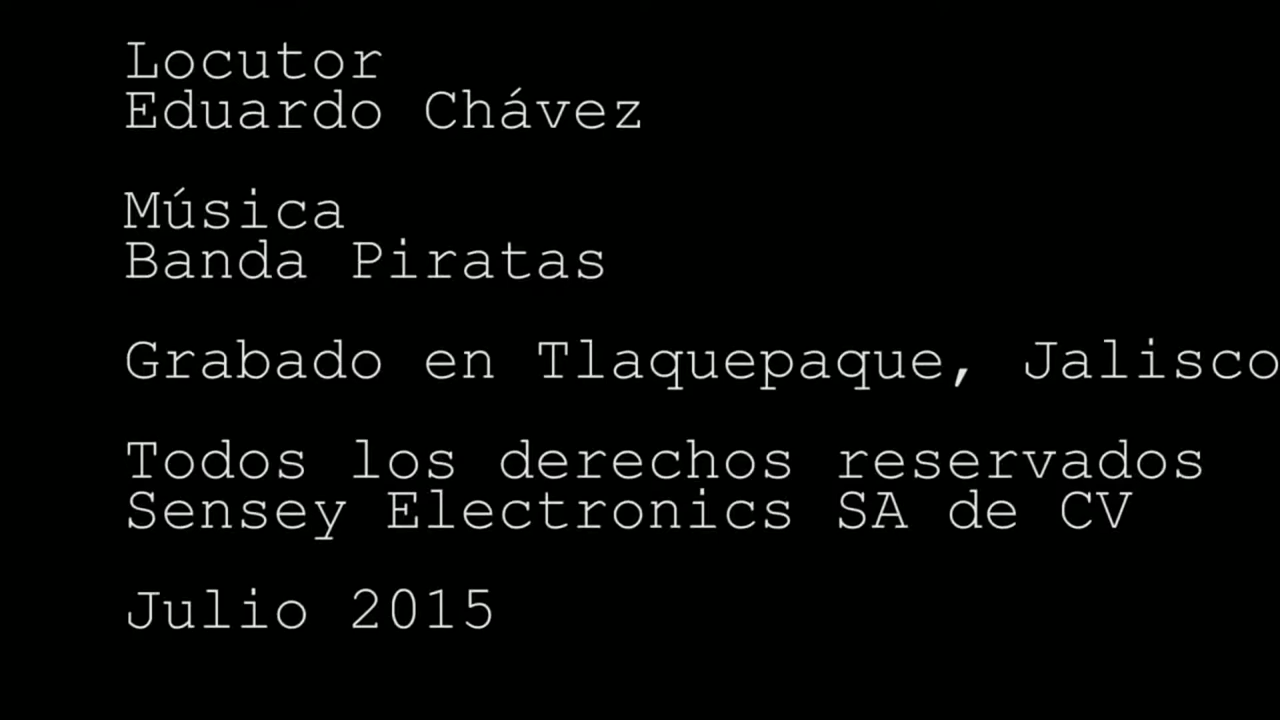 Locutor
Eduardo Chávez
Música
Banda Piratas
Grabado en Tlaquepaque, Jalisco
Todos los derechos reservados
Sensey Electronics SA de CV
Julio 2015